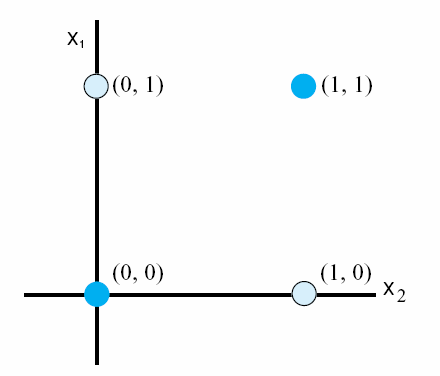 X₁
(0, 1) (1, 1)
(0, 0) (1, 0)
X₂